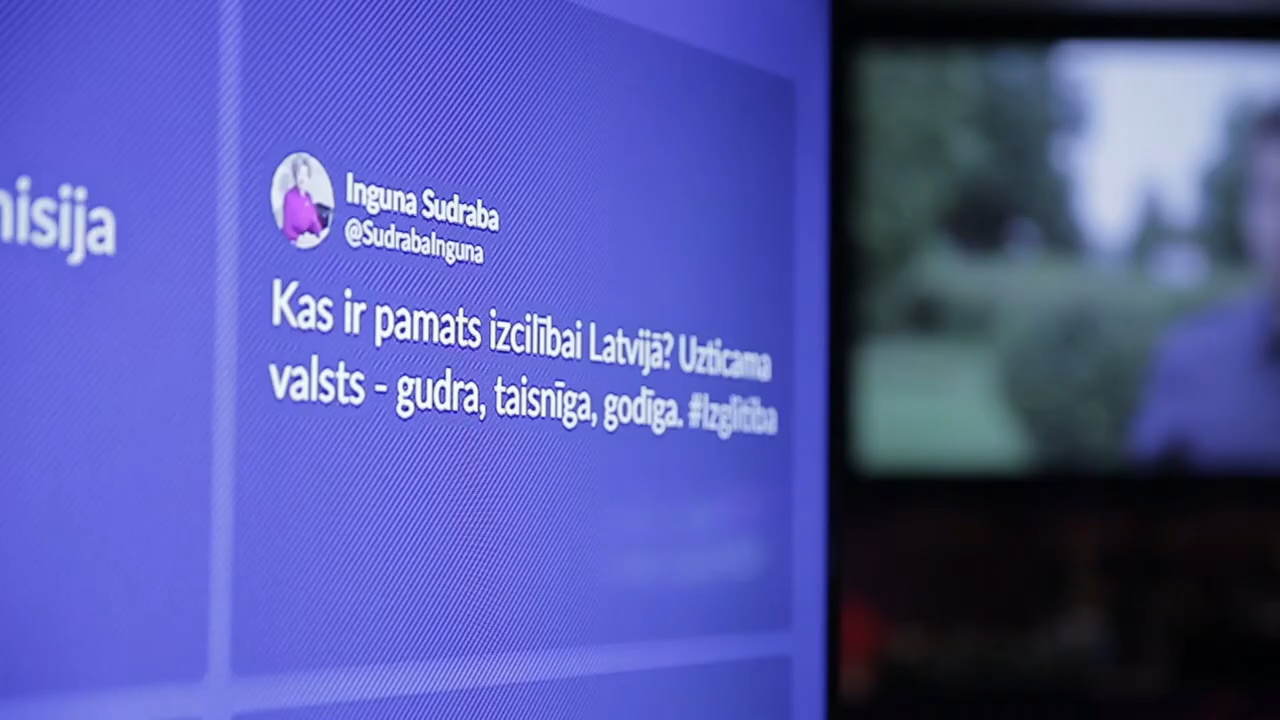 nisija
Inguna Sudraba
@SudrabaInguna
Kas ir pamats izcilībai Latvijā? Uzticama
valsts - gudra, taisnīga, godīga. #Izglītība